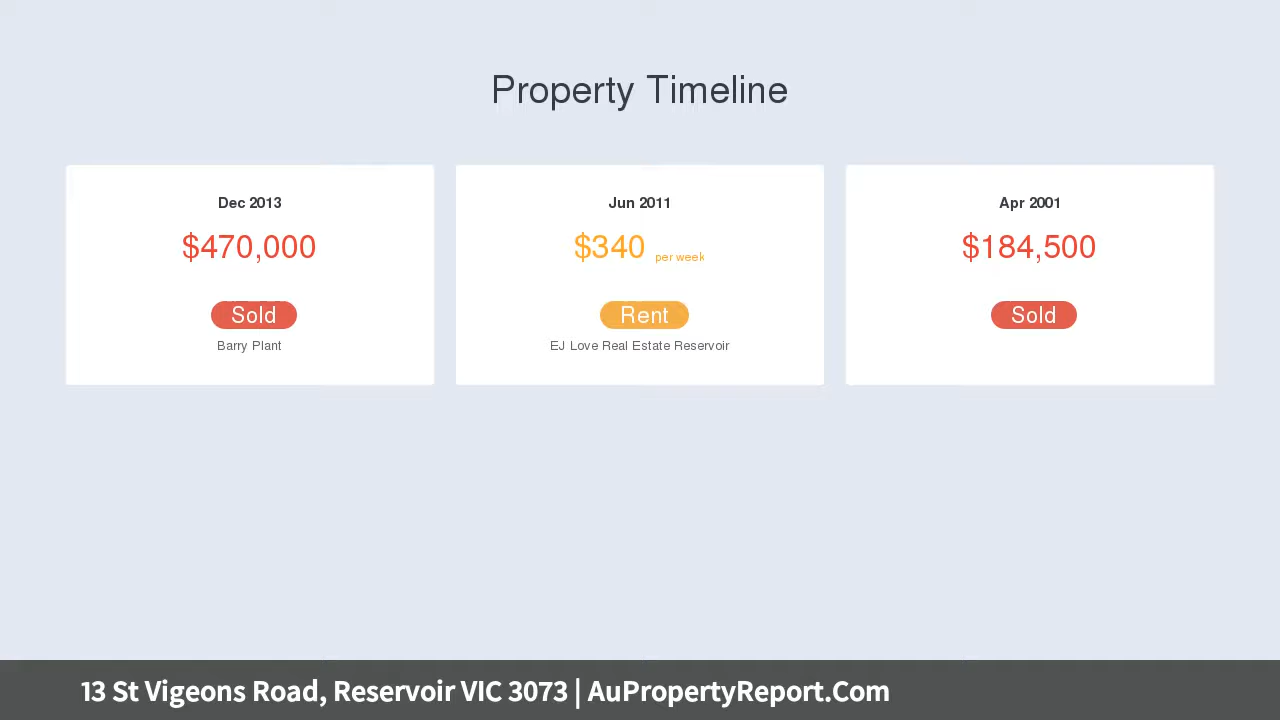 Property Timeline
Dec 2013
$470,000
Sold
Barry Plant
Jun 2011
$340 per week
Rent
EJ Love Real Estate Reservoir
Apr 2001
$184,500
Sold
13 St Vigeons Road, Reservoir VIC 3073 | AuPropertyReport.Com